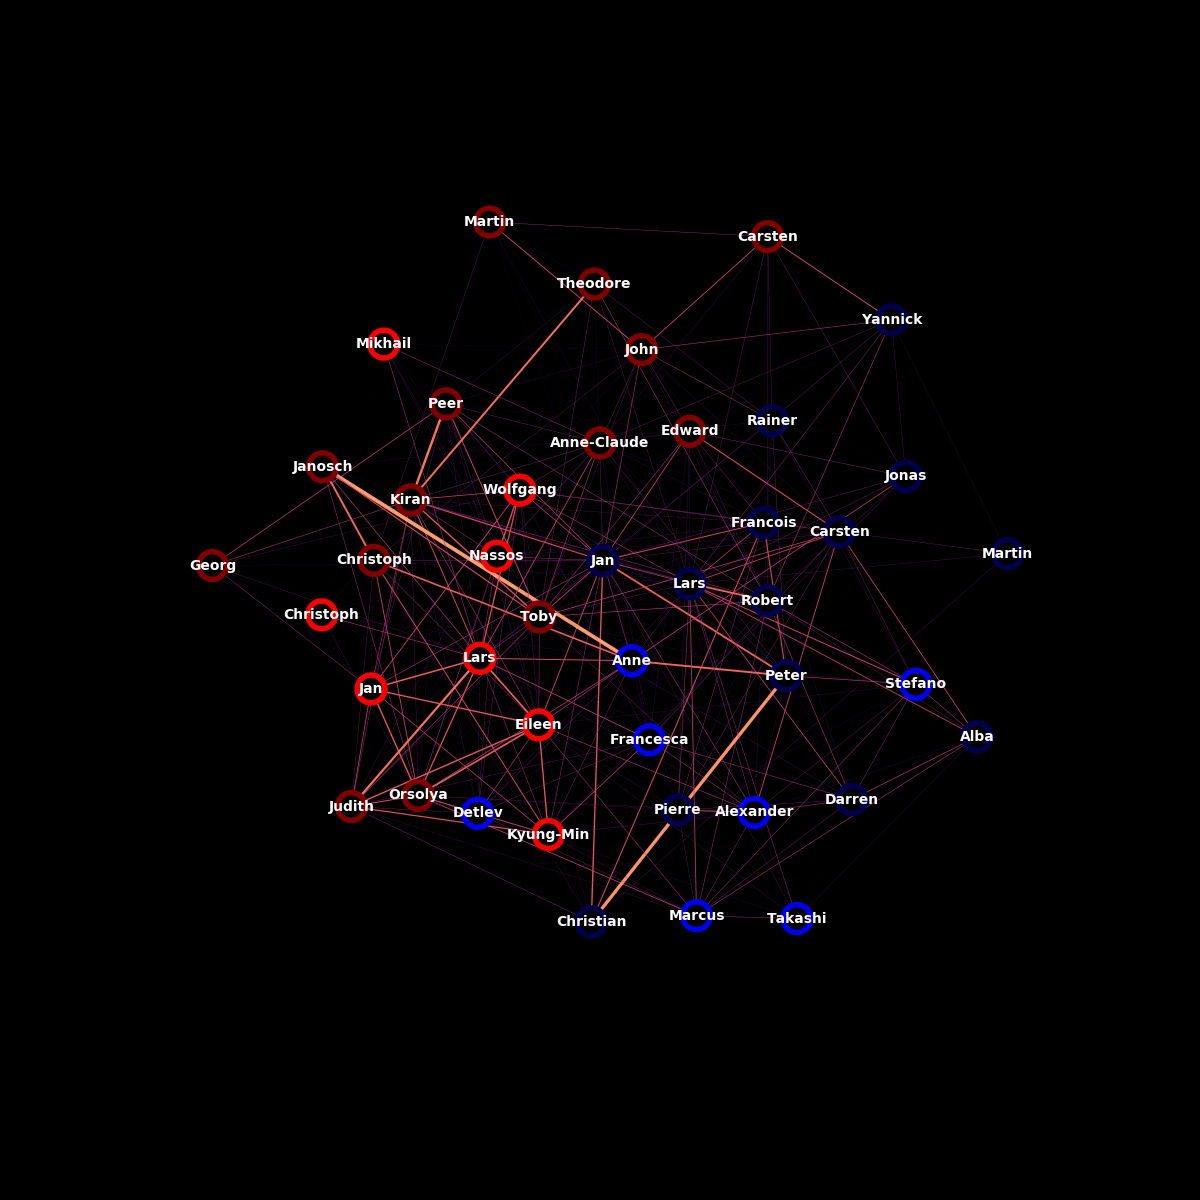 Martin
Carsten
Theodore
Yannick
Mikhail
John
Peer
Rainer
Edward
Anne-Claude
Janosch
Jonas
Wolfgang
Kiran
Francois
Carsten
Martin
Nassos
Christoph
Jan
Georg
Lars
Robert
Christoph
Toby
Lars
Anne
Peter
Stefano
Jan
Eileen
Alba
Francesca
Orsolya
Darren
Judith
Pierre
Alexander
Detlev
Kyung-Min
Marcus
Takashi
Christian